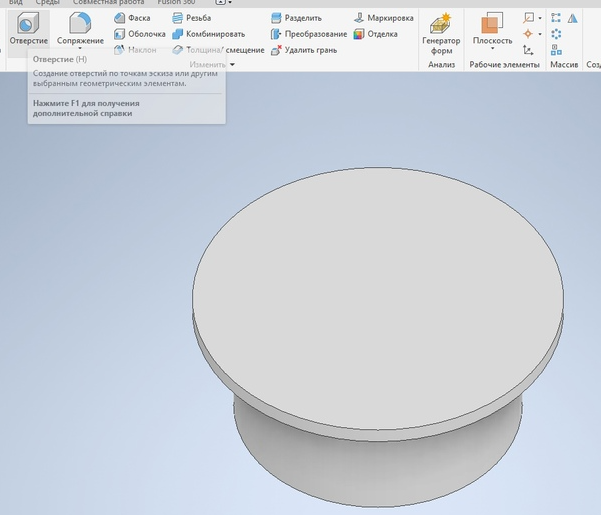 Вид Среды Совместная работа Fusion 360
Отверстие
Сопряжение
Фаска
Оболочка
Наклон
Резьба
Комбинировать
Толщина/ смещение
Разделить
Преобразование
Удалить грань
Маркировка
Отделка
Изменить
Генератор
форм
Анализ
Плоскость
Рабочие элементы
Массив
Созд
Отверстие (H)
Создание отверстий по точкам эскиза или другим
выбранным геометрическим элементам.
Нажмите F1 для получения
дополнительной справки